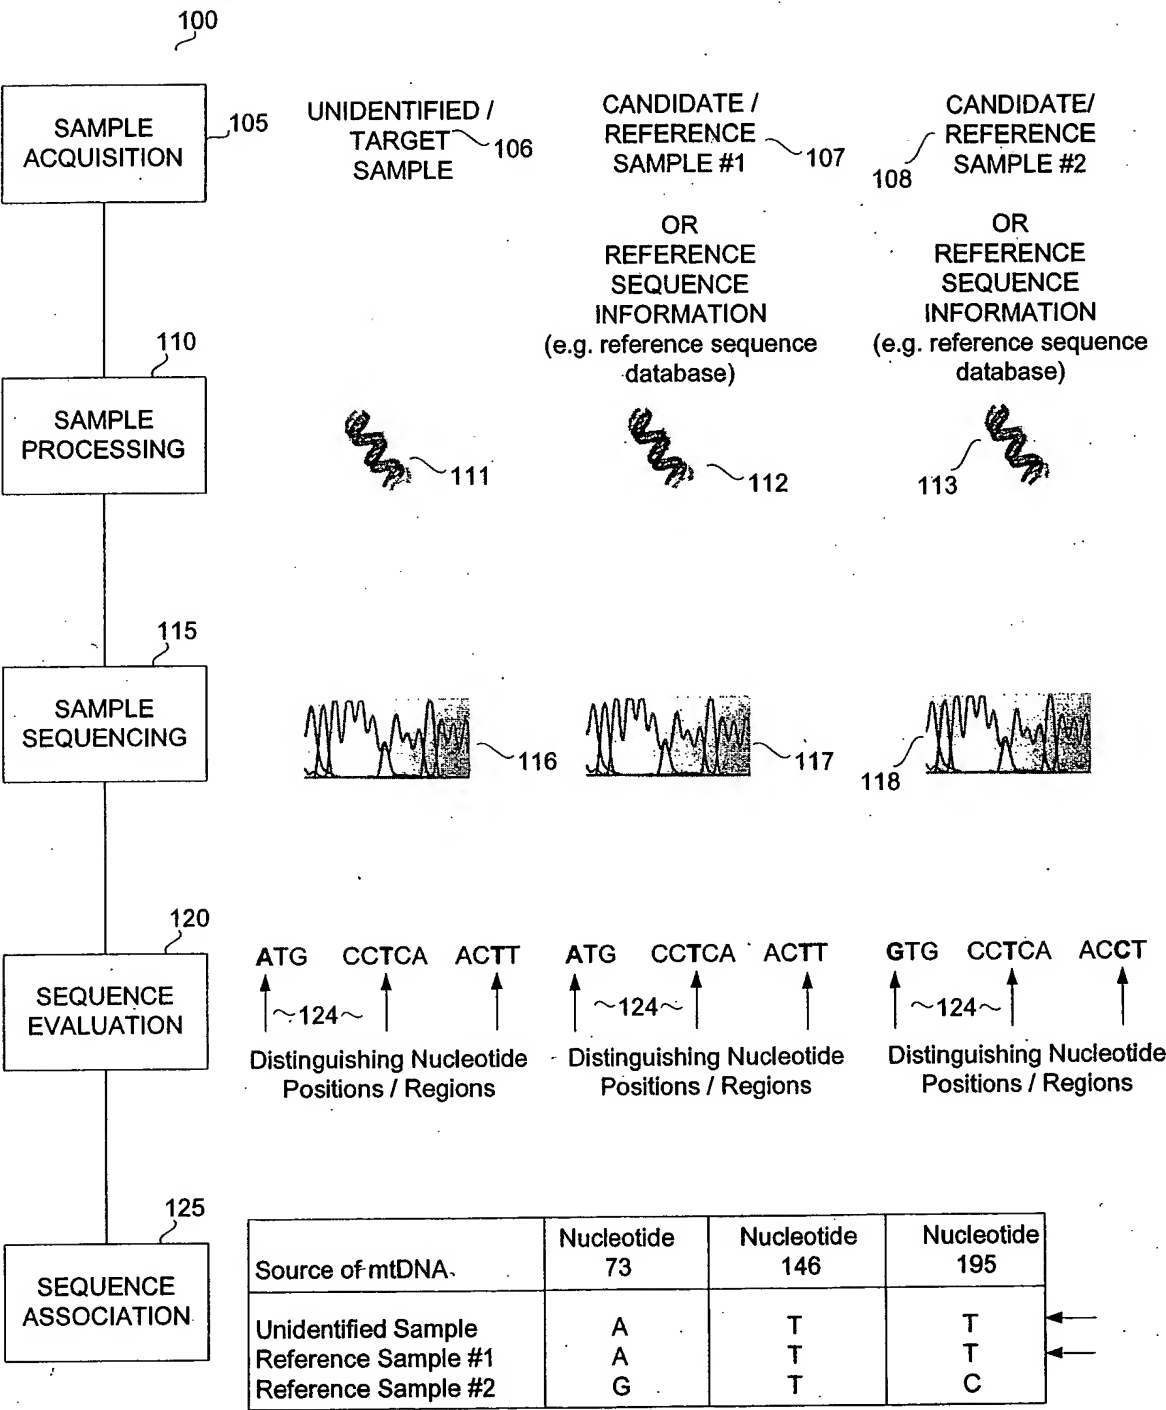 100
SAMPLE
ACQUISITION
105
UNIDENTIFIED /
TARGET
SAMPLE
106
CANDIDATE /
REFERENCE
SAMPLE #1
107
OR
REFERENCE
SEQUENCE
INFORMATION
(e.g. reference sequence
database)
CANDIDATE/
REFERENCE
SAMPLE #2
108
OR
REFERENCE
SEQUENCE
INFORMATION
(e.g. reference sequence
database)
110
SAMPLE
PROCESSING
111
112
113
115
SAMPLE
SEQUENCING
116
117
118
120
SEQUENCE
EVALUATION
ATG CCTCA ACTT
~124~
Distinguishing Nucleotide
Positions / Regions
ATG CCTCA ACTT
~124~
Distinguishing Nucleotide
Positions / Regions
GTG CCTCA ACCT
~124~
Distinguishing Nucleotide
Positions / Regions
125
SEQUENCE
ASSOCIATION
Source of mtDNA
Nucleotide
73
Nucleotide
146
Nucleotide
195
Unidentified Sample A T T
Reference Sample #1 A T T
Reference Sample #2 G T C